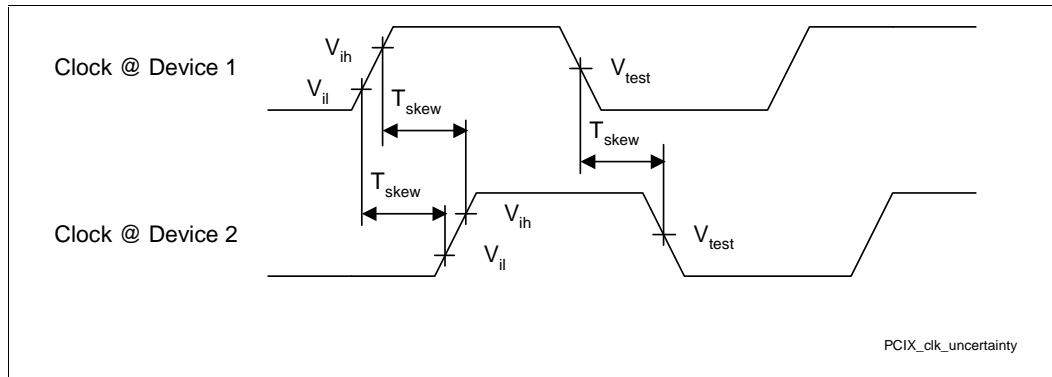 Clock @ Device 1
V_ih
V_il
T_skew
V_test
T_skew
T_skew
Clock @ Device 2
V_ih
V_il
V_test
PCIX_clk_uncertainty